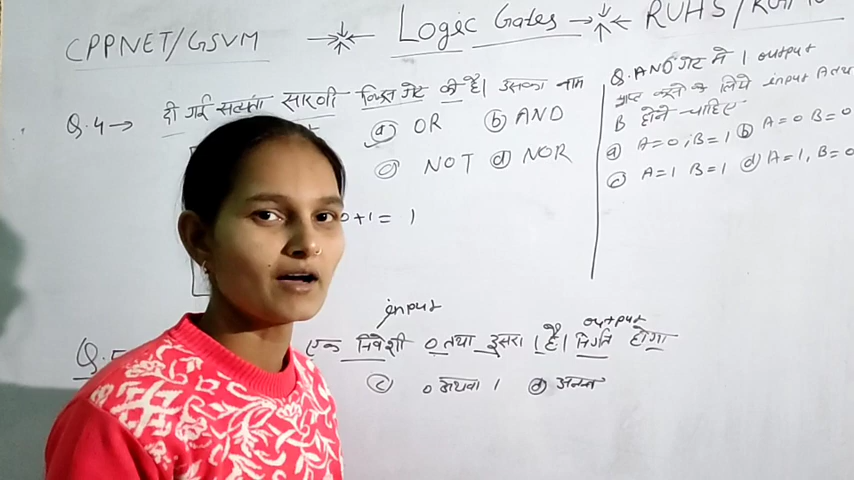 CPPNET/GSVM Logic Gates RUHS/
Q.4 → दी गई सत्यता सारणी किस गेट की है। उसका नाम
(a) OR (b) AND
(c) NOT (d) NOR
0+1= 1
Q. AND गेट में 1 output
प्राप्त करने के लिये input A तथा
B होने चाहिए
(a) A=0, B=1 (b) A=0 B=0
(c) A=1 B=1 (d) A=1, B=0
input output
Q.5 एक निवेशी 0 तथा दुसरा 1 है। निर्गत होगा
(c) 0 अथवा 1 (d) अनन्त